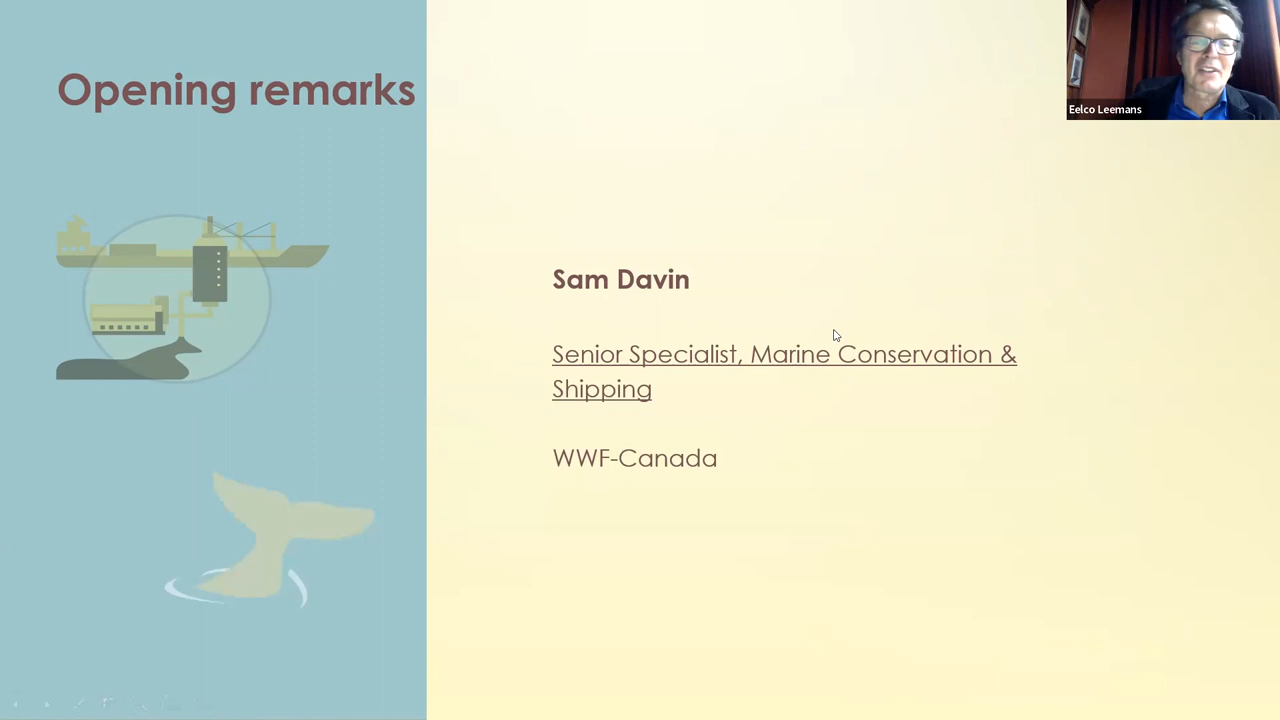 Opening remarks
Eelco Leemans
Sam Davin
Senior Specialist, Marine Conservation &
Shipping
WWF-Canada